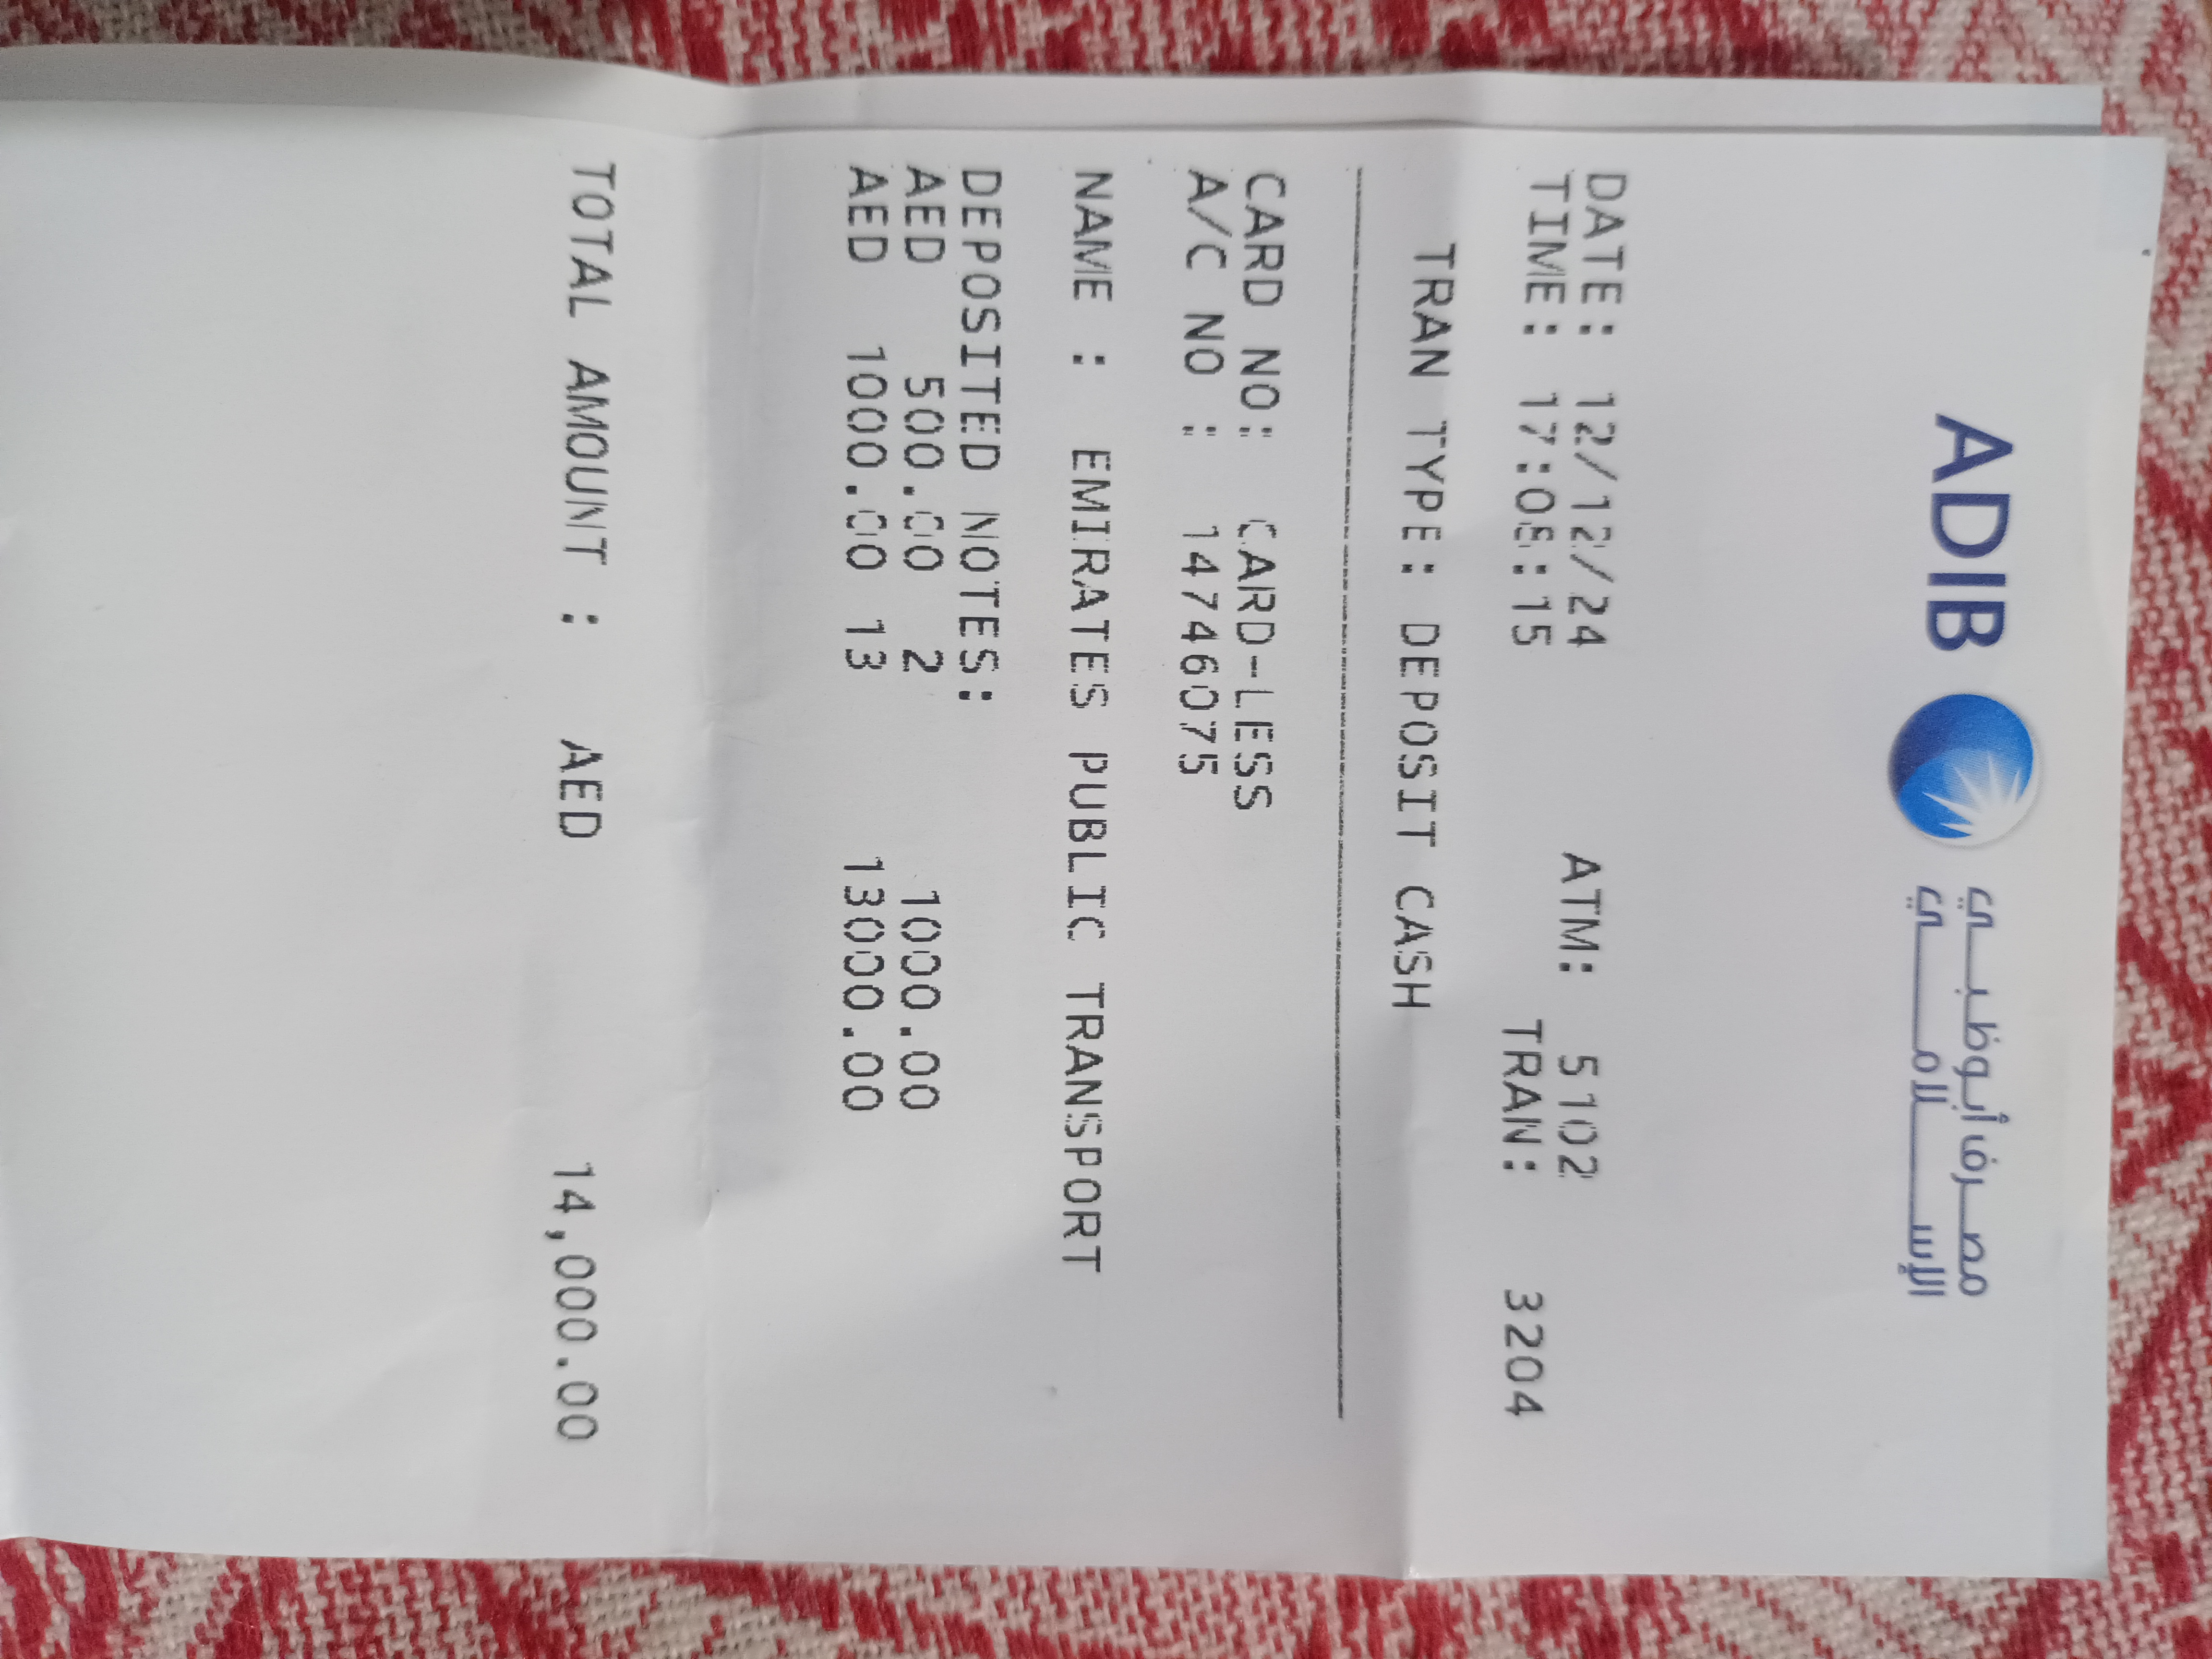 ADIB
مصرف أبوظبي
الإسلامي
DATE: 12/12/24 ATM: 5102
TIME: 17:05:15 TRAN: 3204
TRAN TYPE: DEPOSIT CASH
CARD NO: CARD-LESS
A/C NO : 14746075
NAME : EMIRATES PUBLIC TRANSPORT
DEPOSITED NOTES:
AED 500.00 2 1000.00
AED 1000.00 13 13000.00
TOTAL AMOUNT : AED 14,000.00